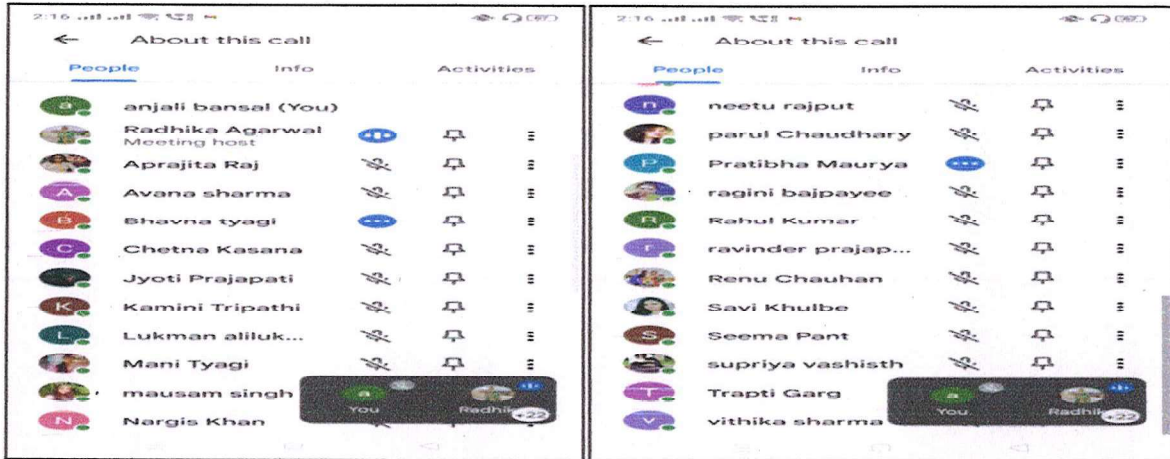 2:16
About this call
People Info Activities
a anjali bansal (You)
Radhika Agarwal
Meeting host
Aprajita Raj
A Avana sharma
B Bhavna tyagi
C Chetna Kasana
Jyoti Prajapati
K Kamini Tripathi
L Lukman aliluk...
Mani Tyagi
mausam singh
N Nargis Khan
a
You Radhik
+22
2:16
About this call
People Info Activities
n neetu rajput
parul Chaudhary
P Pratibha Maurya
ragini bajpayee
R Rahul Kumar
r ravinder prajap...
Renu Chauhan
Savi Khulbe
S Seema Pant
supriya vashisth
T Trapti Garg
v vithika sharma
a
You Radhik
+22